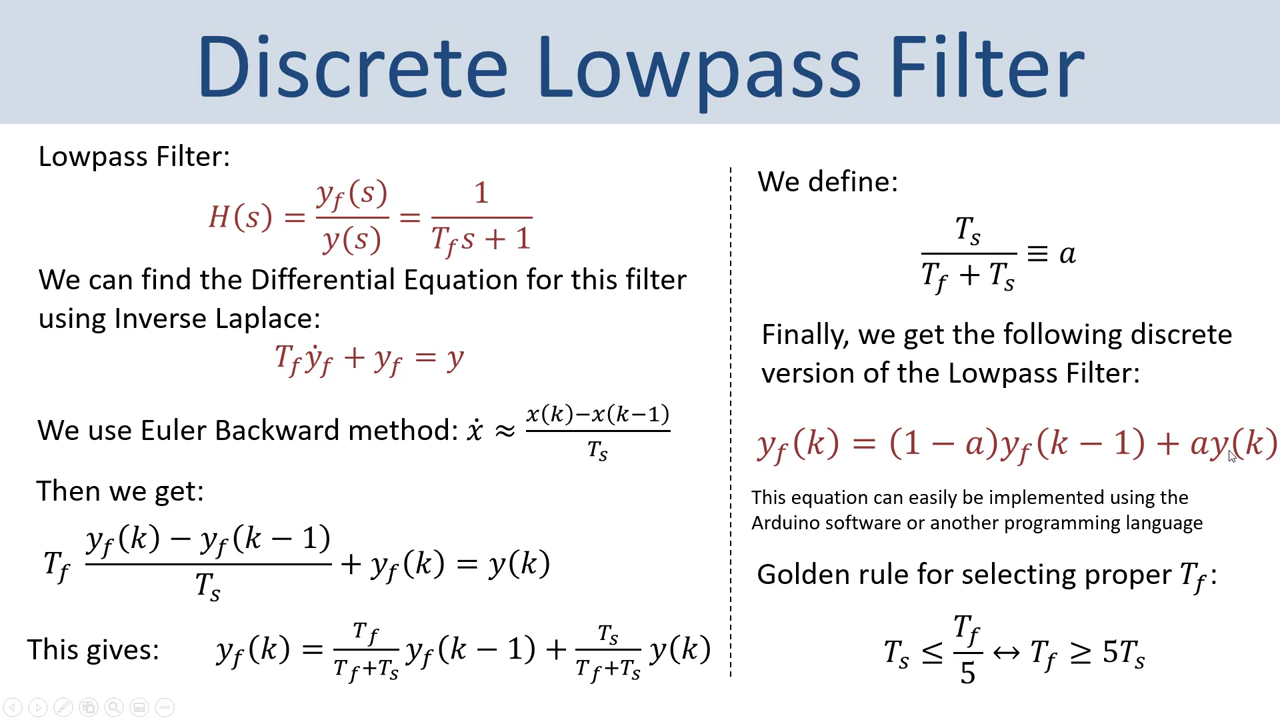 Discrete Lowpass Filter
Lowpass Filter:
H(s) = y_f(s)/y(s) = 1/(T_f s + 1)
We can find the Differential Equation for this filter
using Inverse Laplace:
T_f ẏ_f + y_f = y
We use Euler Backward method: ẋ ≈ (x(k)−x(k−1))/T_s
Then we get:
T_f (y_f(k) − y_f(k − 1))/T_s + y_f(k) = y(k)
This gives: y_f(k) = T_f/(T_f+T_s) y_f(k − 1) + T_s/(T_f+T_s) y(k)
We define:
T_s/(T_f + T_s) ≡ a
Finally, we get the following discrete
version of the Lowpass Filter:
y_f(k) = (1 − a)y_f(k − 1) + ay(k)
This equation can easily be implemented using the
Arduino software or another programming language
Golden rule for selecting proper T_f:
T_s ≤ T_f/5 ↔ T_f ≥ 5T_s